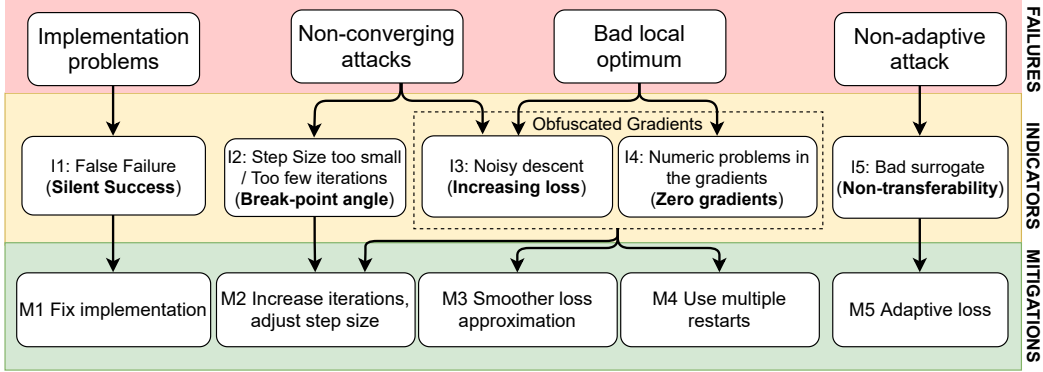 Implementation
problems
Non-converging
attacks
Bad local
optimum
Non-adaptive
attack
FAILURES
Obfuscated Gradients
I1: False Failure
(Silent Success)
I2: Step Size too small
/ Too few iterations
(Break-point angle)
I3: Noisy descent
(Increasing loss)
I4: Numeric problems in
the gradients
(Zero gradients)
I5: Bad surrogate
(Non-transferability)
INDICATORS
M1 Fix implementation
M2 Increase iterations,
adjust step size
M3 Smoother loss
approximation
M4 Use multiple
restarts
M5 Adaptive loss
MITIGATIONS